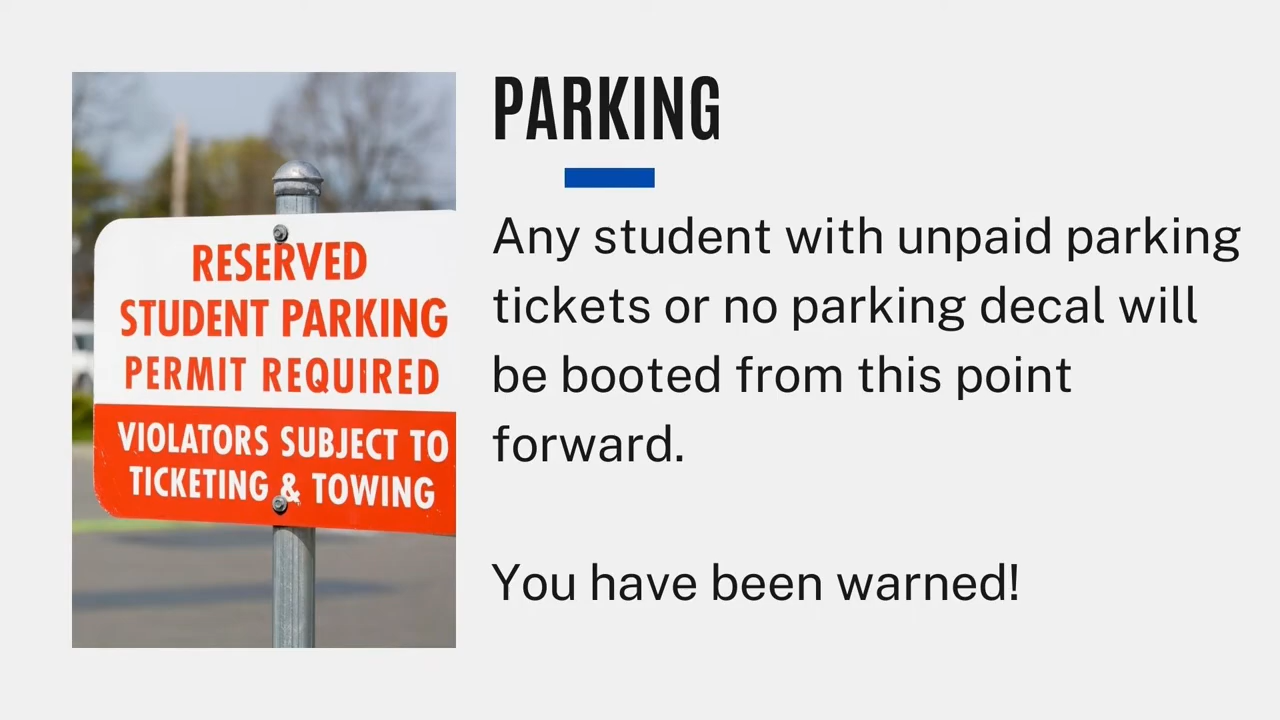 RESERVED
STUDENT PARKING
PERMIT REQUIRED
VIOLATORS SUBJECT TO
TICKETING & TOWING
PARKING
Any student with unpaid parking
tickets or no parking decal will
be booted from this point
forward.
You have been warned!